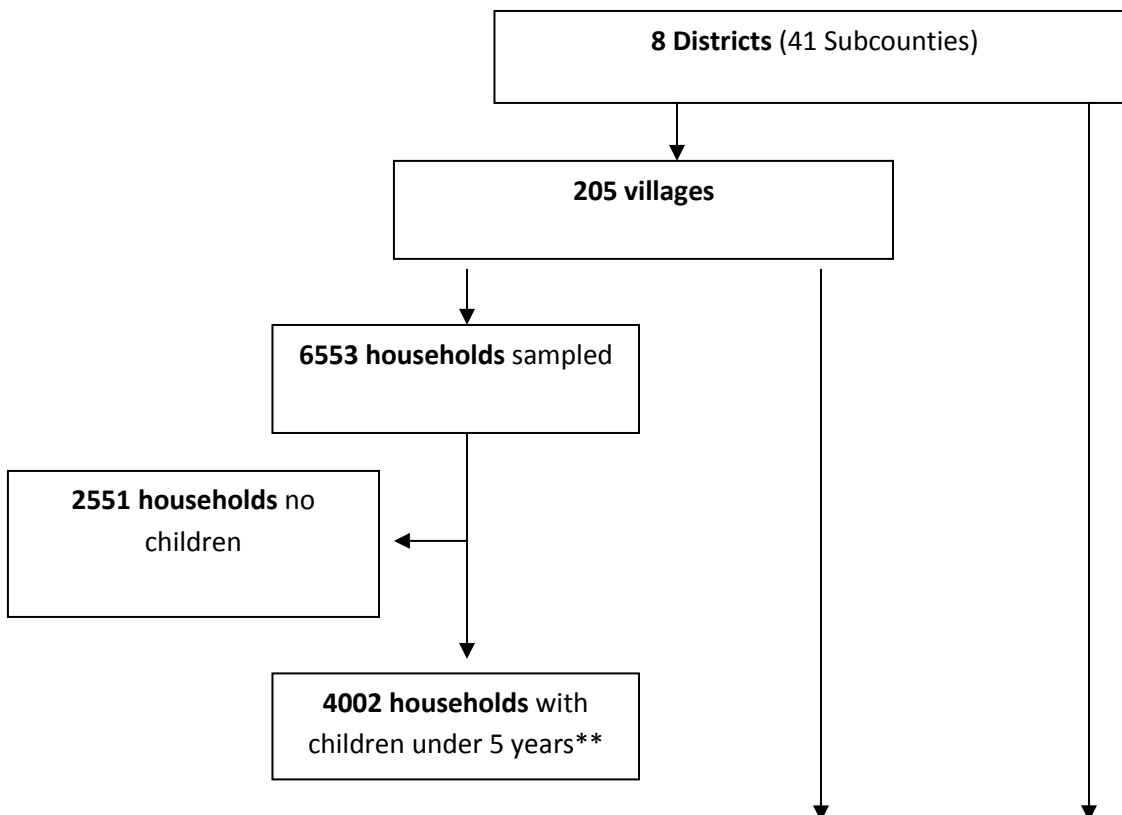 8 Districts (41 Subcounties)
205 villages
6553 households sampled
2551 households no
children
4002 households with
children under 5 years**